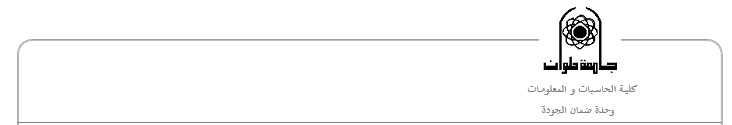 جامعة حلوان
كلية الحاسبات و المعلومات
وحدة ضمان الجودة